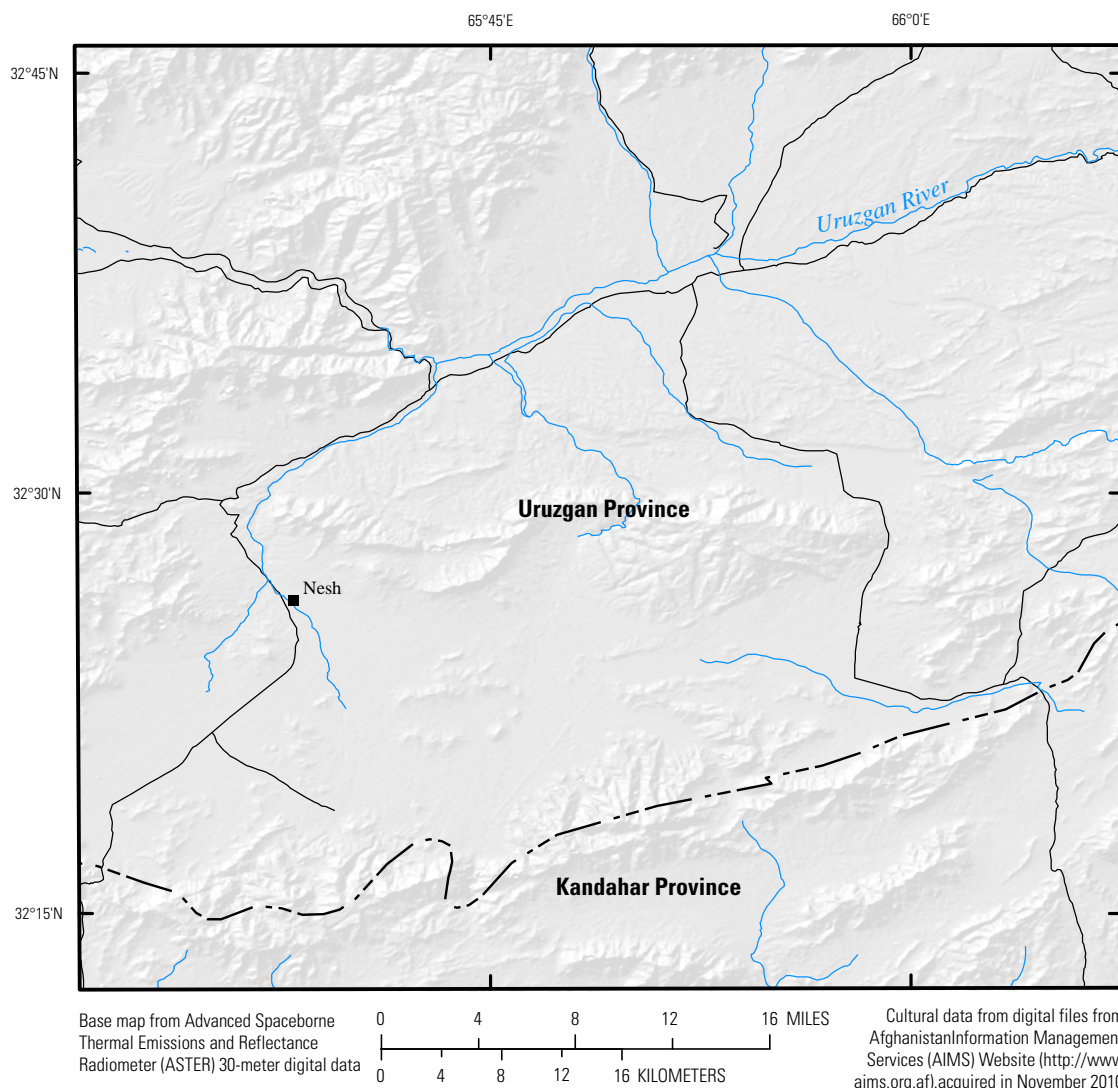 65°45'E
66°0'E
32°45'N
Uruzgan River
32°30'N
Uruzgan Province
Nesh
Kandahar Province
32°15'N
Base map from Advanced Spaceborne
Thermal Emissions and Reflectance
Radiometer (ASTER) 30-meter digital data
0 4 8 12 16 MILES
0 4 8 12 16 KILOMETERS
Cultural data from digital files from
AfghanistanInformation Management
Services (AIMS) Website (http://www.
aims.org.af),acquired in November 2010